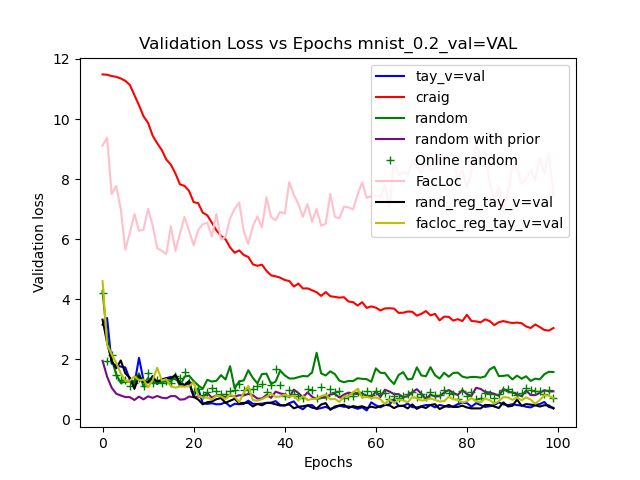 Validation Loss vs Epochs mnist_0.2_val=VAL
12
10
8
6
4
2
0
Validation loss
tay_v=val
craig
random
random with prior
Online random
FacLoc
rand_reg_tay_v=val
facloc_reg_tay_v=val
0 20 40 60 80 100
Epochs